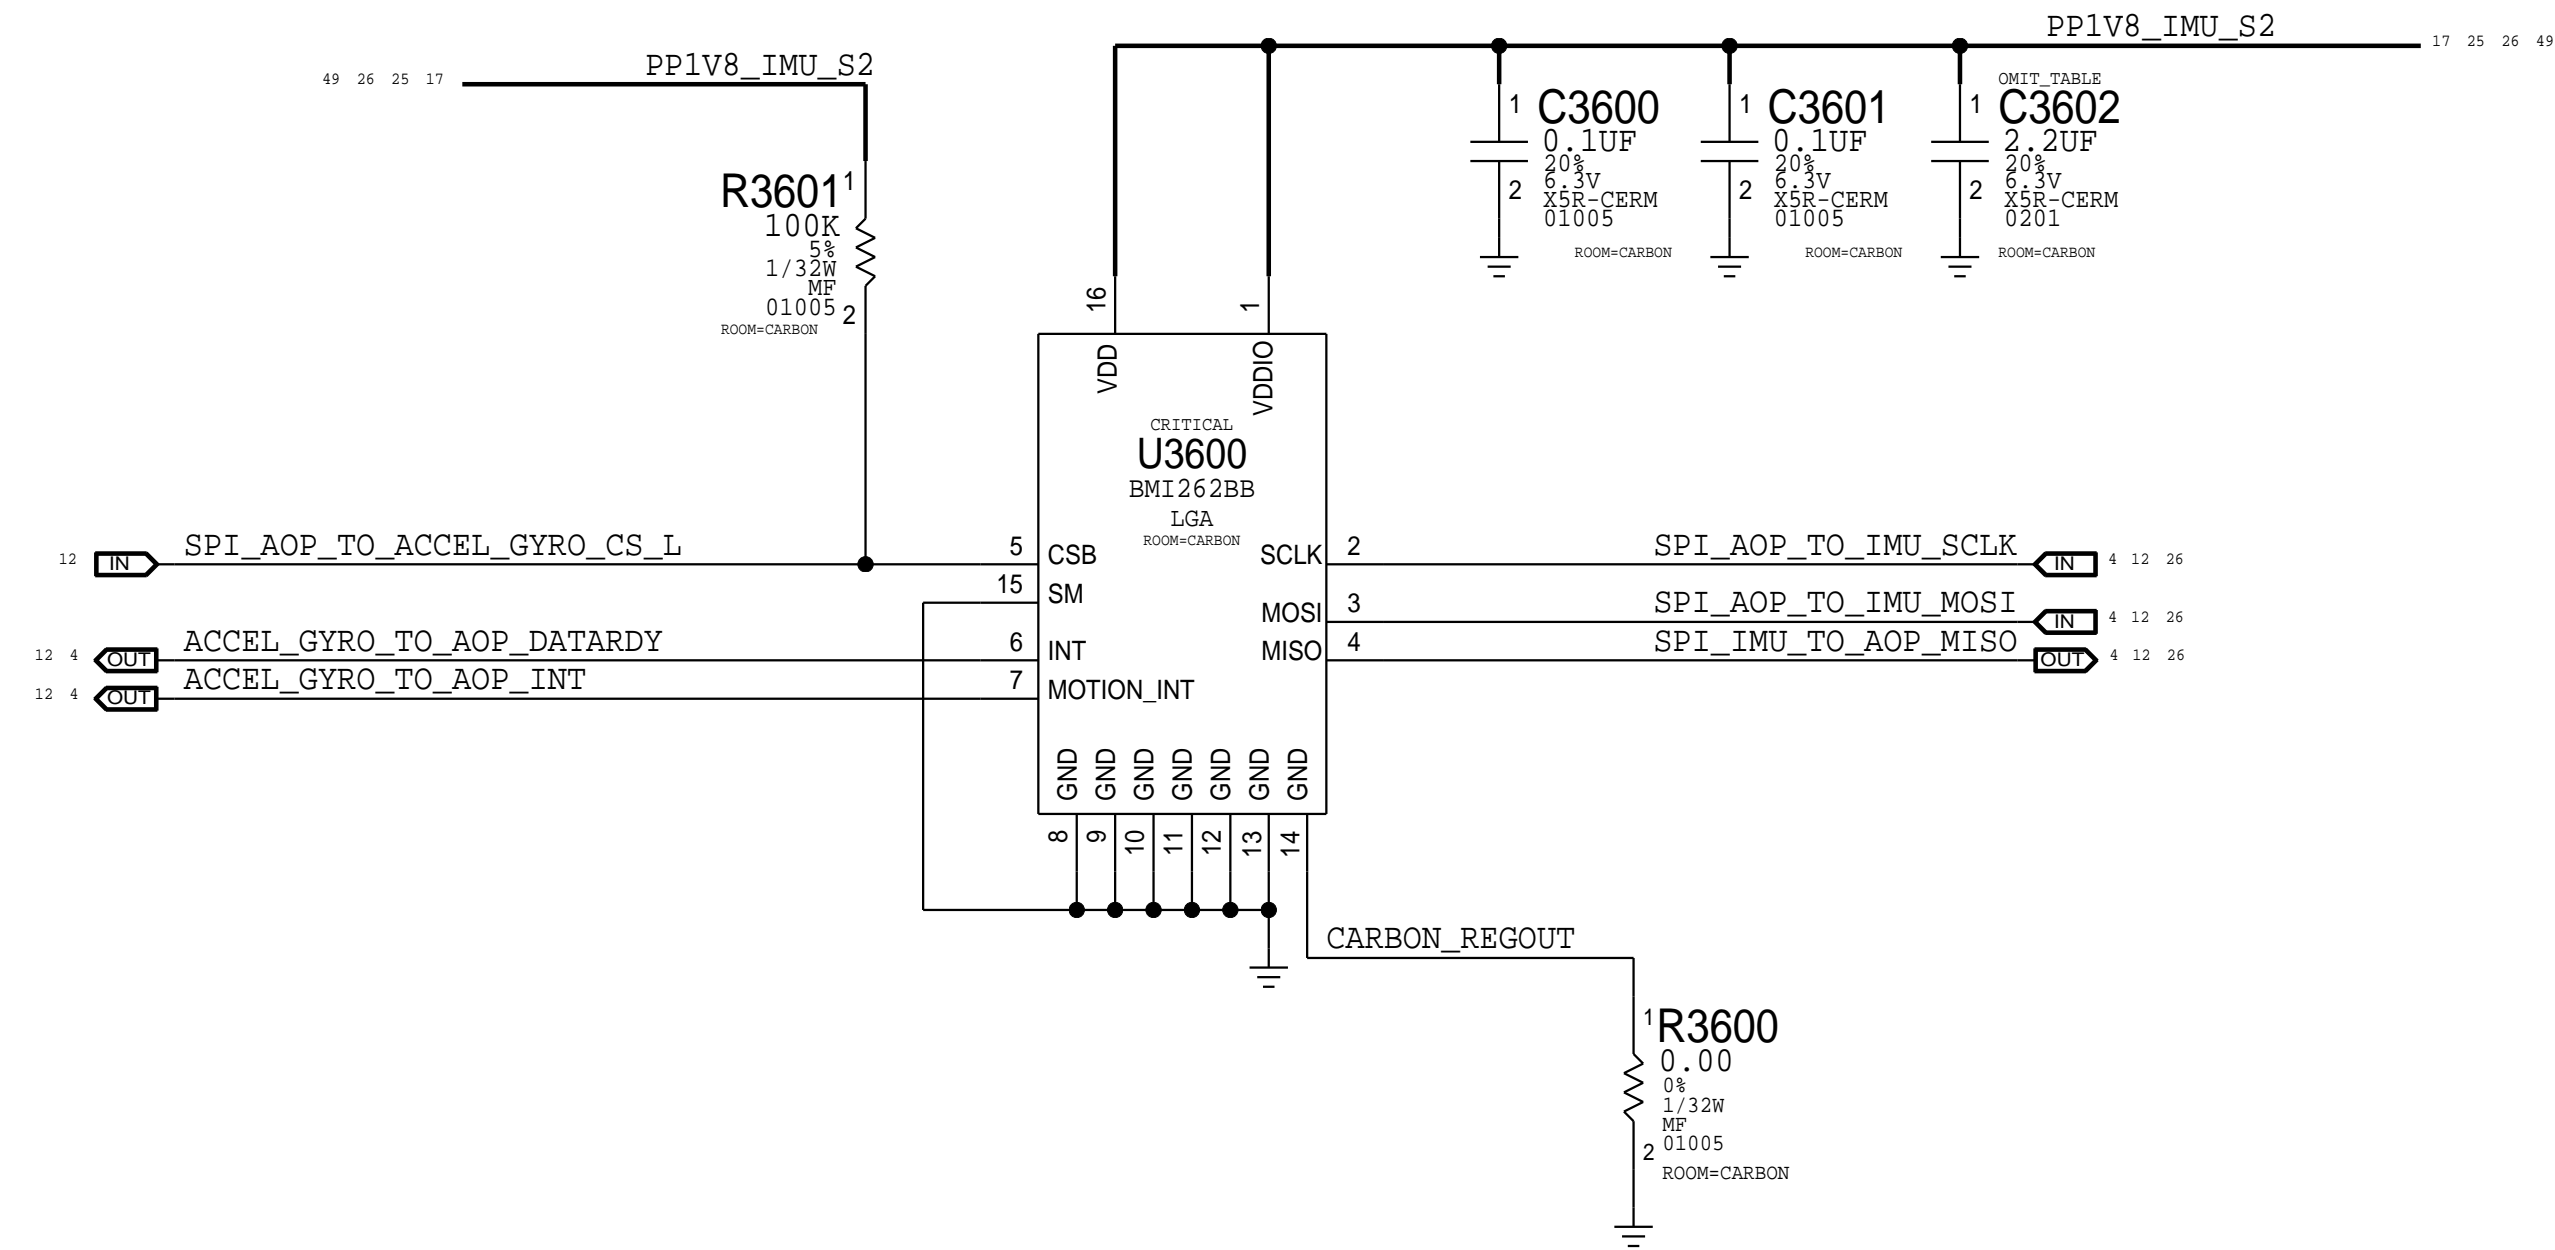 PP1V8_IMU_S2
17 25 26 49
49 26 25 17
PP1V8_IMU_S2
R3601
1
100K
5%
1/32W
MF
01005
2
ROOM=CARBON
1
C3600
0.1UF
20%
6.3V
2
X5R-CERM
01005
ROOM=CARBON
1
C3601
0.1UF
20%
6.3V
2
X5R-CERM
01005
ROOM=CARBON
OMIT_TABLE
1
C3602
2.2UF
20%
6.3V
2
X5R-CERM
0201
ROOM=CARBON
16
1
VDD
VDDIO
CRITICAL
U3600
BMI262BB
LGA
ROOM=CARBON
12
IN
SPI_AOP_TO_ACCEL_GYRO_CS_L
5
CSB
15
SM
12 4
OUT
ACCEL_GYRO_TO_AOP_DATARDY
6
INT
12 4
OUT
ACCEL_GYRO_TO_AOP_INT
7
MOTION_INT
SCLK
2
SPI_AOP_TO_IMU_SCLK
IN
4 12 26
MOSI
3
SPI_AOP_TO_IMU_MOSI
IN
4 12 26
MISO
4
SPI_IMU_TO_AOP_MISO
OUT
4 12 26
GND
GND
GND
GND
GND
GND
GND
8
9
10
11
12
13
14
CARBON_REGOUT
1
R3600
0.00
0%
1/32W
MF
01005
2
ROOM=CARBON